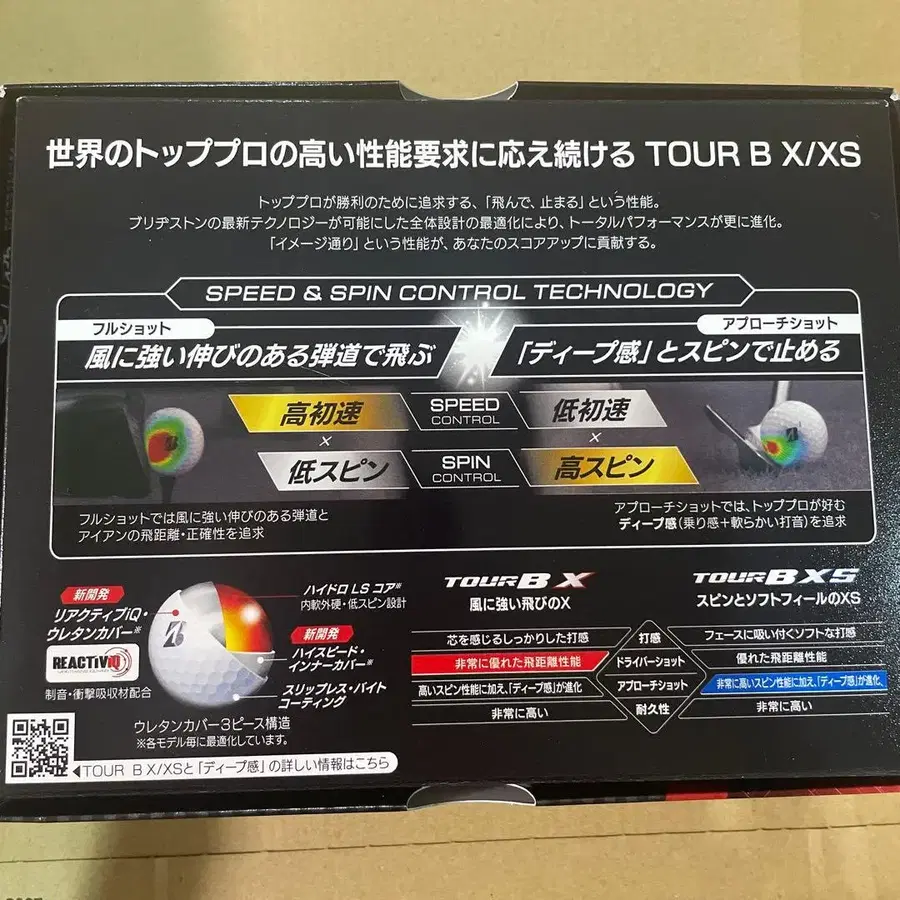 世界のトッププロの高い性能要求に応え続ける TOUR B X/XS
トッププロが勝利のために追求する、「飛んで、止まる」という性能。
ブリヂストンの最新テクノロジーが可能にした全体設計の最適化により、トータルパフォーマンスが更に進化。
「イメージ通り」という性能が、あなたのスコアアップに貢献する。
SPEED & SPIN CONTROL TECHNOLOGY
フルショット
風に強い伸びのある弾道で飛ぶ
アプローチショット
「ディープ感」とスピンで止める
高初速
SPEED
CONTROL
低初速
×
×
低スピン
SPIN
CONTROL
高スピン
フルショットでは風に強い伸びのある弾道と
アイアンの飛距離・正確性を追求
アプローチショットでは、トッププロが好む
ディープ感(乗り感+軟らかい打音)を追求
新開発
リアクティブiQ・
ウレタンカバー※
REACTiViQ
制音・衝撃吸収材配合
ハイドロ LS コア※
内軟外硬・低スピン設計
新開発
ハイスピード・
インナーカバー※
スリップレス・バイト
コーティング
ウレタンカバー3ピース構造
※各モデル毎に最適化しています。
◀TOUR B X/XSと「ディープ感」の詳しい情報はこちら
TOUR B X
風に強い飛びのX
TOUR B XS
スピンとソフトフィールのXS
芯を感じるしっかりした打感
打感
フェースに吸い付くソフトな打感
非常に優れた飛距離性能
ドライバーショット
優れた飛距離性能
高いスピン性能に加え、「ディープ感」が進化
アプローチショット
非常に高いスピン性能に加え、「ディープ感」が進化
非常に高い
耐久性
非常に高い